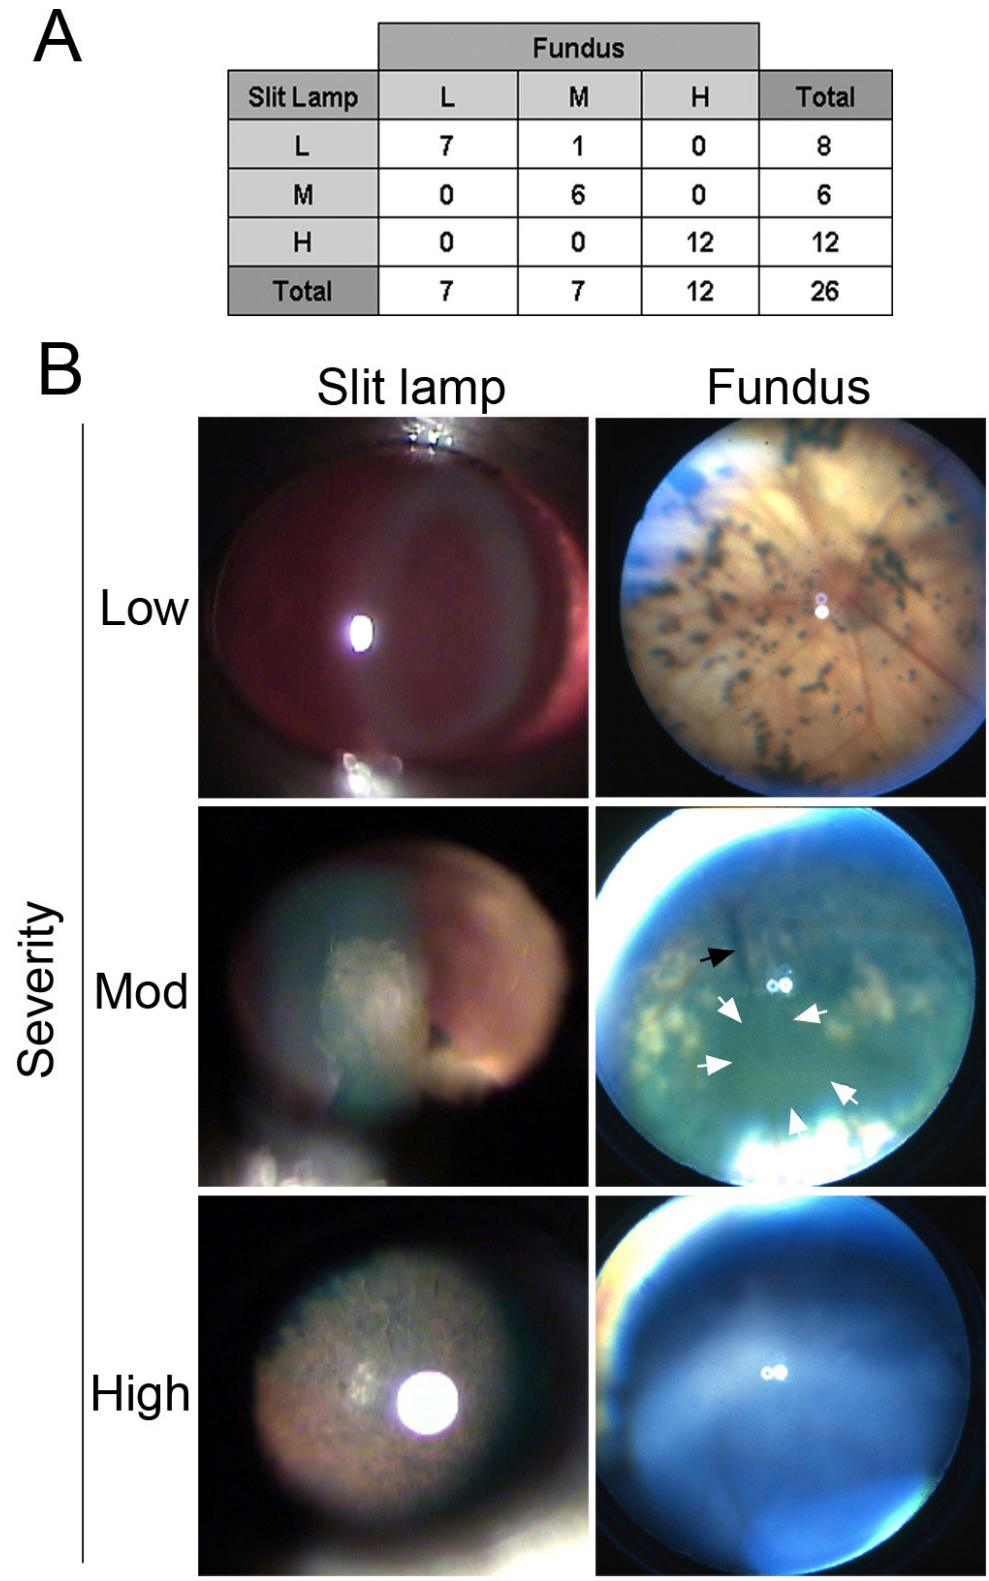 A
Fundus
Slit Lamp L M H Total
L 7 1 0 8
M 0 6 0 6
H 0 0 12 12
Total 7 7 12 26
B
Slit lamp Fundus
Severity
Low
Mod
High